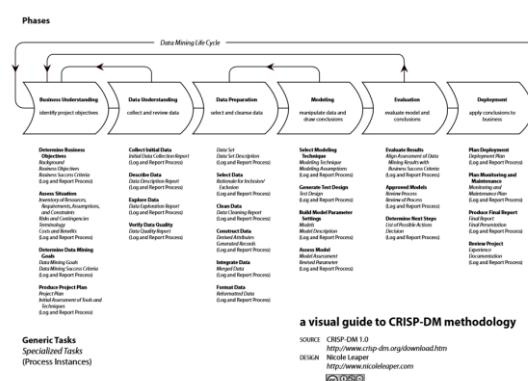 Phases
Data Mining Life Cycle
Business Understanding
identify project objectives
Data Understanding
collect and review data
Data Preparation
select and cleanse data
Modeling
manipulate data and
draw conclusions
Evaluation
evaluate model and
conclusions
Deployment
apply conclusions to
business
Determine Business
Objectives
Background
Business Objectives
Business Success Criteria
(Log and Report Process)
Assess Situation
Inventory of Resources,
Requirements, Assumptions,
and Constraints
Risks and Contingencies
Terminology
Costs and Benefits
(Log and Report Process)
Determine Data Mining
Goals
Data Mining Goals
Data Mining Success Criteria
(Log and Report Process)
Produce Project Plan
Project Plan
Initial Assessment of Tools and
Techniques
(Log and Report Process)
Collect Initial Data
Initial Data Collection Report
(Log and Report Process)
Describe Data
Data Description Report
(Log and Report Process)
Explore Data
Data Exploration Report
(Log and Report Process)
Verify Data Quality
Data Quality Report
(Log and Report Process)
Data Set
Data Set Description
(Log and Report Process)
Select Data
Rationale for Inclusion/
Exclusion
(Log and Report Process)
Clean Data
Data Cleaning Report
(Log and Report Process)
Construct Data
Derived Attributes
Generated Records
(Log and Report Process)
Integrate Data
Merged Data
(Log and Report Process)
Format Data
Reformatted Data
(Log and Report Process)
Select Modeling
Technique
Modeling Technique
Modeling Assumptions
(Log and Report Process)
Generate Test Design
Test Design
(Log and Report Process)
Build Model Parameter
Settings
Models
Model Description
(Log and Report Process)
Assess Model
Model Assessment
Revised Parameter
(Log and Report Process)
Evaluate Results
Align Assessment of Data
Mining Results with
Business Success Criteria
(Log and Report Process)
Approved Models
Review Process
Review of Process
(Log and Report Process)
Determine Next Steps
List of Possible Actions
Decision
(Log and Report Process)
Plan Deployment
Deployment Plan
(Log and Report Process)
Plan Monitoring and
Maintenance
Monitoring and
Maintenance Plan
(Log and Report Process)
Produce Final Report
Final Report
Final Presentation
(Log and Report Process)
Review Project
Experience
Documentation
(Log and Report Process)
Generic Tasks
Specialized Tasks
(Process Instances)
a visual guide to CRISP-DM methodology
SOURCE CRISP-DM 1.0
http://www.crisp-dm.org/download.htm
DESIGN Nicole Leaper
http://www.nicoleleaper.com